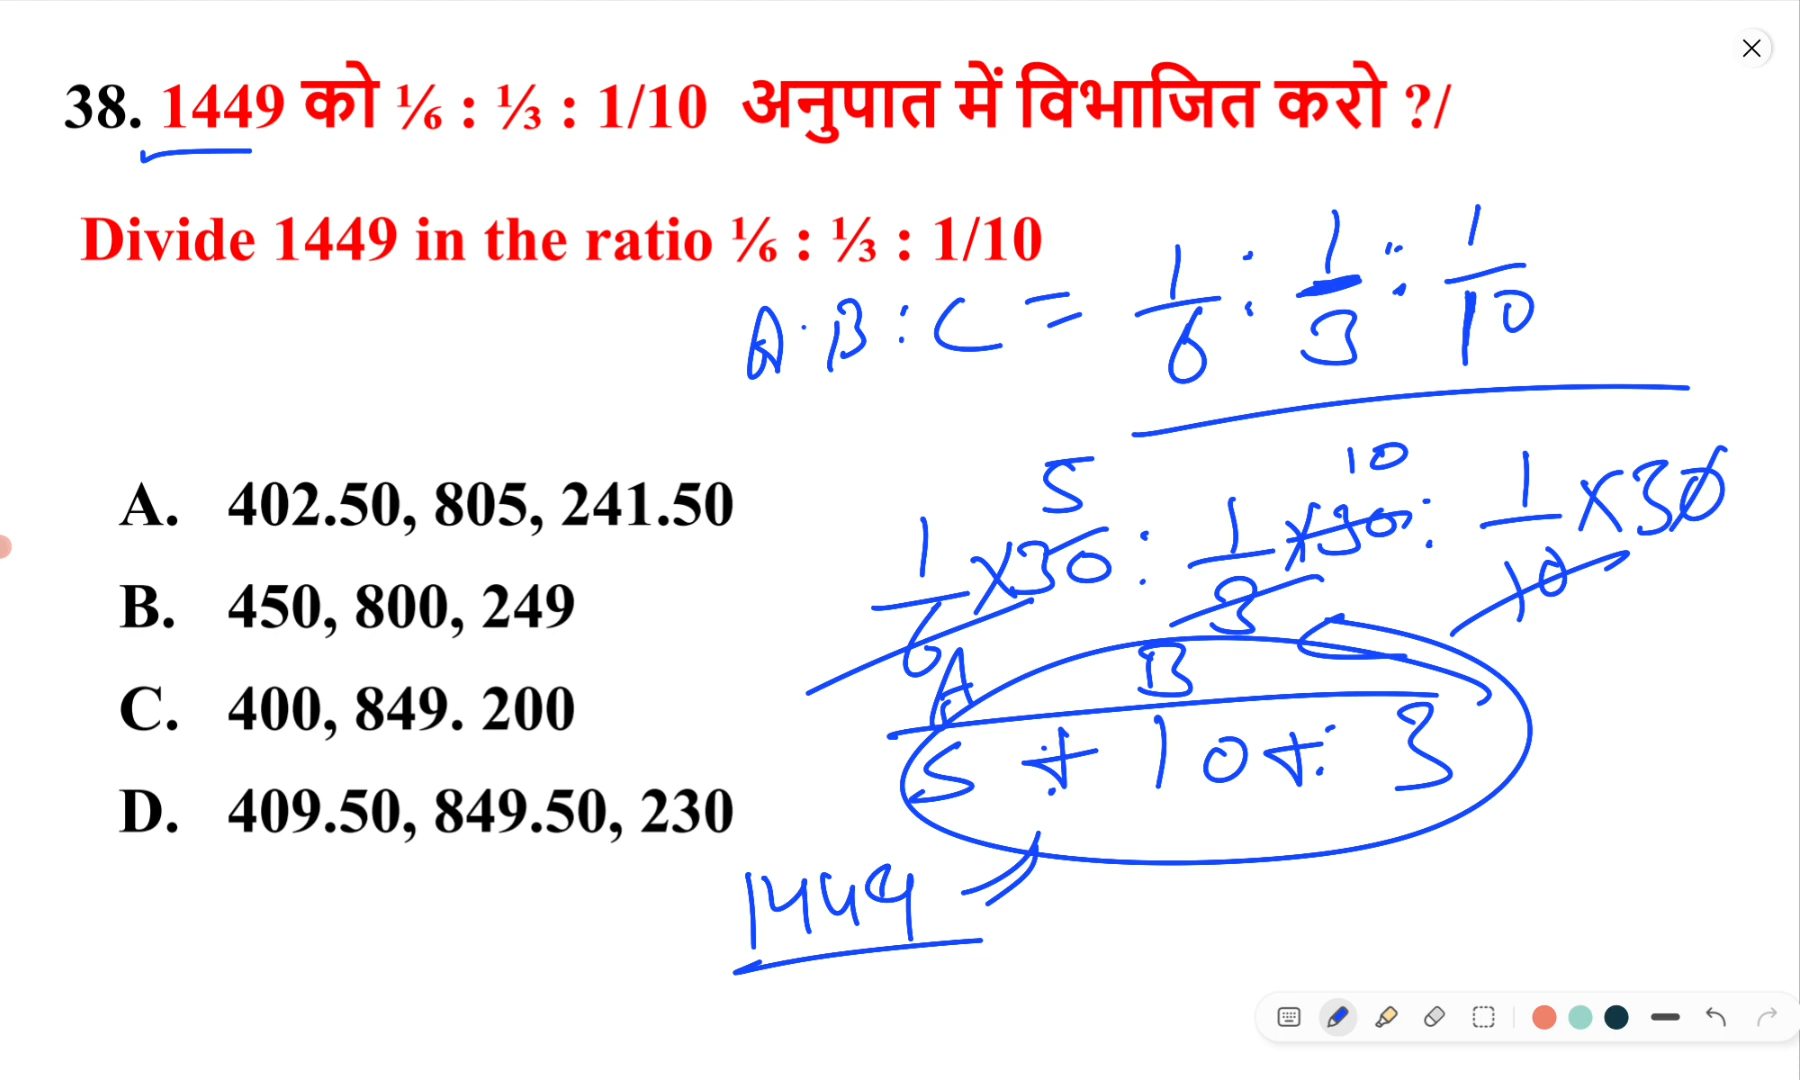 38. 1449 को ⅙ : ⅓ : 1/10 अनुपात में विभाजित करो ?/
Divide 1449 in the ratio ⅙ : ⅓ : 1/10
A : B : C = 1/6 : 1/3 : 1/10
A. 402.50, 805, 241.50
B. 450, 800, 249
C. 400, 849. 200
D. 409.50, 849.50, 230
5 10
1/6 × 30 : 1/3 × 30 : 1/10 × 30
A B C
5 + 10 + 3
1449